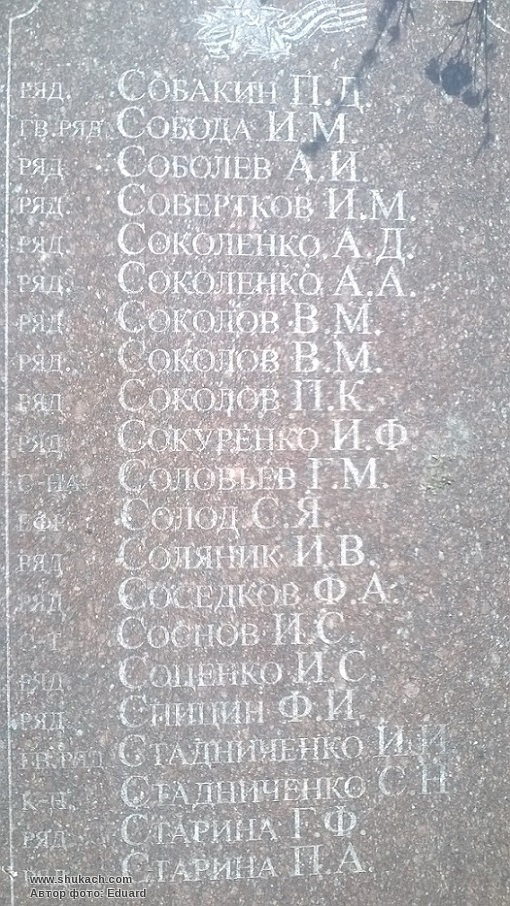 РЯД. СОБАКИН П.Д.
ГВ.РЯД. СОБОДА И.М.
РЯД. СОБОЛЕВ А.И.
РЯД. СОВЕРТКОВ И.М.
РЯД. СОКОЛЕНКО А.Д.
РЯД. СОКОЛЕНКО А.А.
РЯД. СОКОЛОВ В.М.
РЯД. СОКОЛОВ В.М.
РЯД. СОКОЛОВ П.К.
РЯД. СОКУРЕНКО И.Ф
С-НА СОЛОВЬЕВ Г.М.
ЕФР. СОЛОД С.Я.
РЯД. СОЛЯНИК И.В.
РЯД. СОСЕДКОВ Ф.А.
СОСНОВ И.С.
РЯД. СОЦЕНКО И.С.
РЯД. СПИЦИН Ф.И.
ГВ.РЯД. СТАДНИЧЕНКО И.И.
К-Н. СТАДНИЧЕНКО С.Н
РЯД. СТАРИНА Г.Ф.
СТАРИНА П.А.
www.shukach.com
Автор фото: Eduard